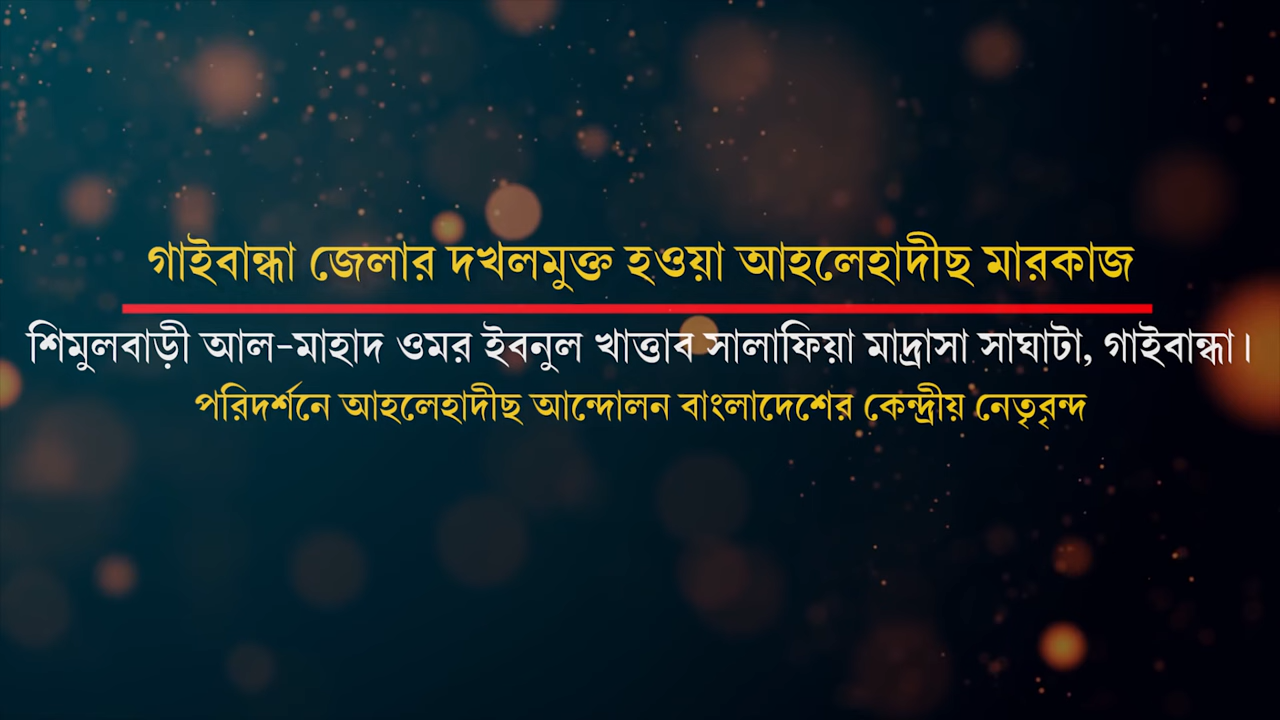 গাইবান্ধা জেলার দখলমুক্ত হওয়া আহলেহাদীছ মারকাজ
শিমুলবাড়ী আল-মাহাদ ওমর ইবনুল খাত্তাব সালাফিয়া মাদ্রাসা সাঘাটা, গাইবান্ধা।
পরিদর্শনে আহলেহাদীছ আন্দোলন বাংলাদেশের কেন্দ্রীয় নেতৃবৃন্দ